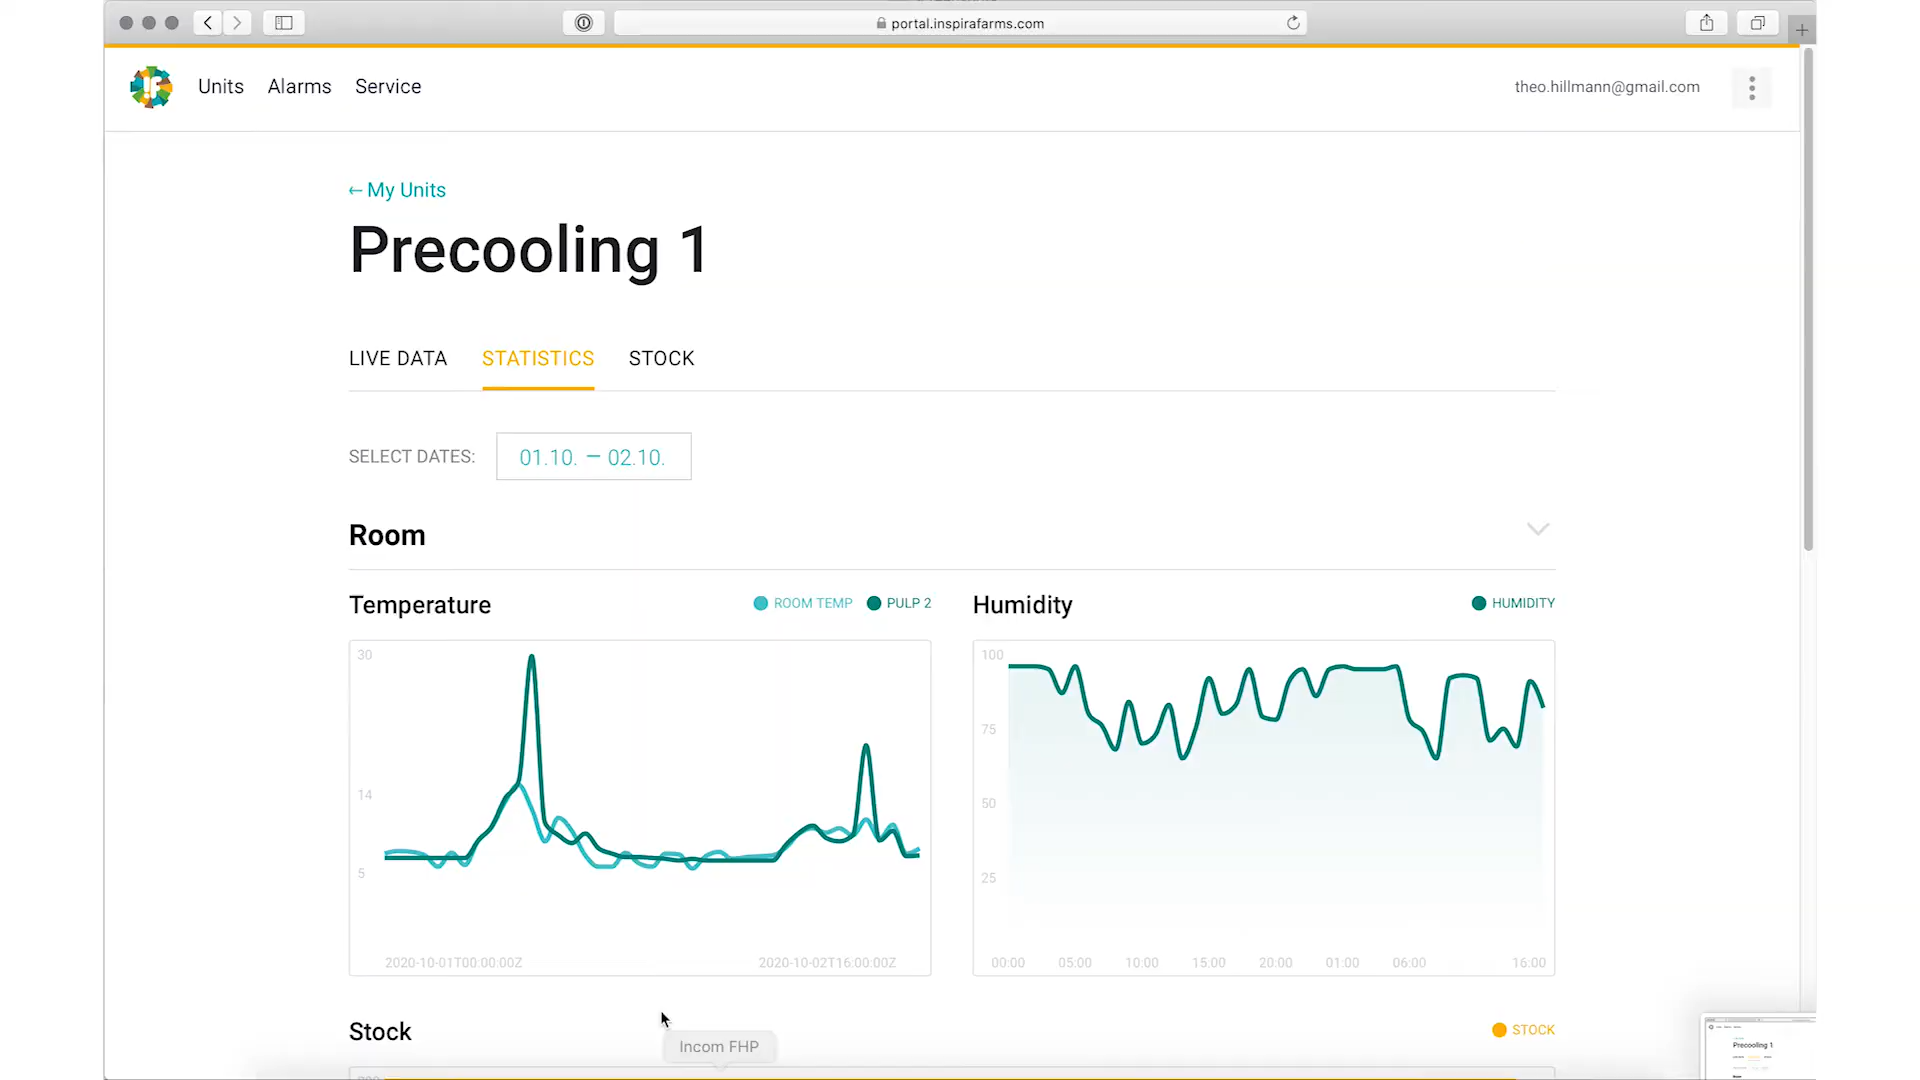 portal.inspirafarms.com
Units Alarms Service
theo.hillmann@gmail.com
← My Units
Precooling 1
LIVE DATA STATISTICS STOCK
SELECT DATES: 01.10. – 02.10.
Room
Temperature ROOM TEMP PULP 2
30
14
5
2020-10-01T00:00:00Z 2020-10-02T16:00:00Z
Humidity HUMIDITY
100
75
50
25
00:00 05:00 10:00 15:00 20:00 01:00 06:00 16:00
Stock STOCK
Incom FHP
Precooling 1